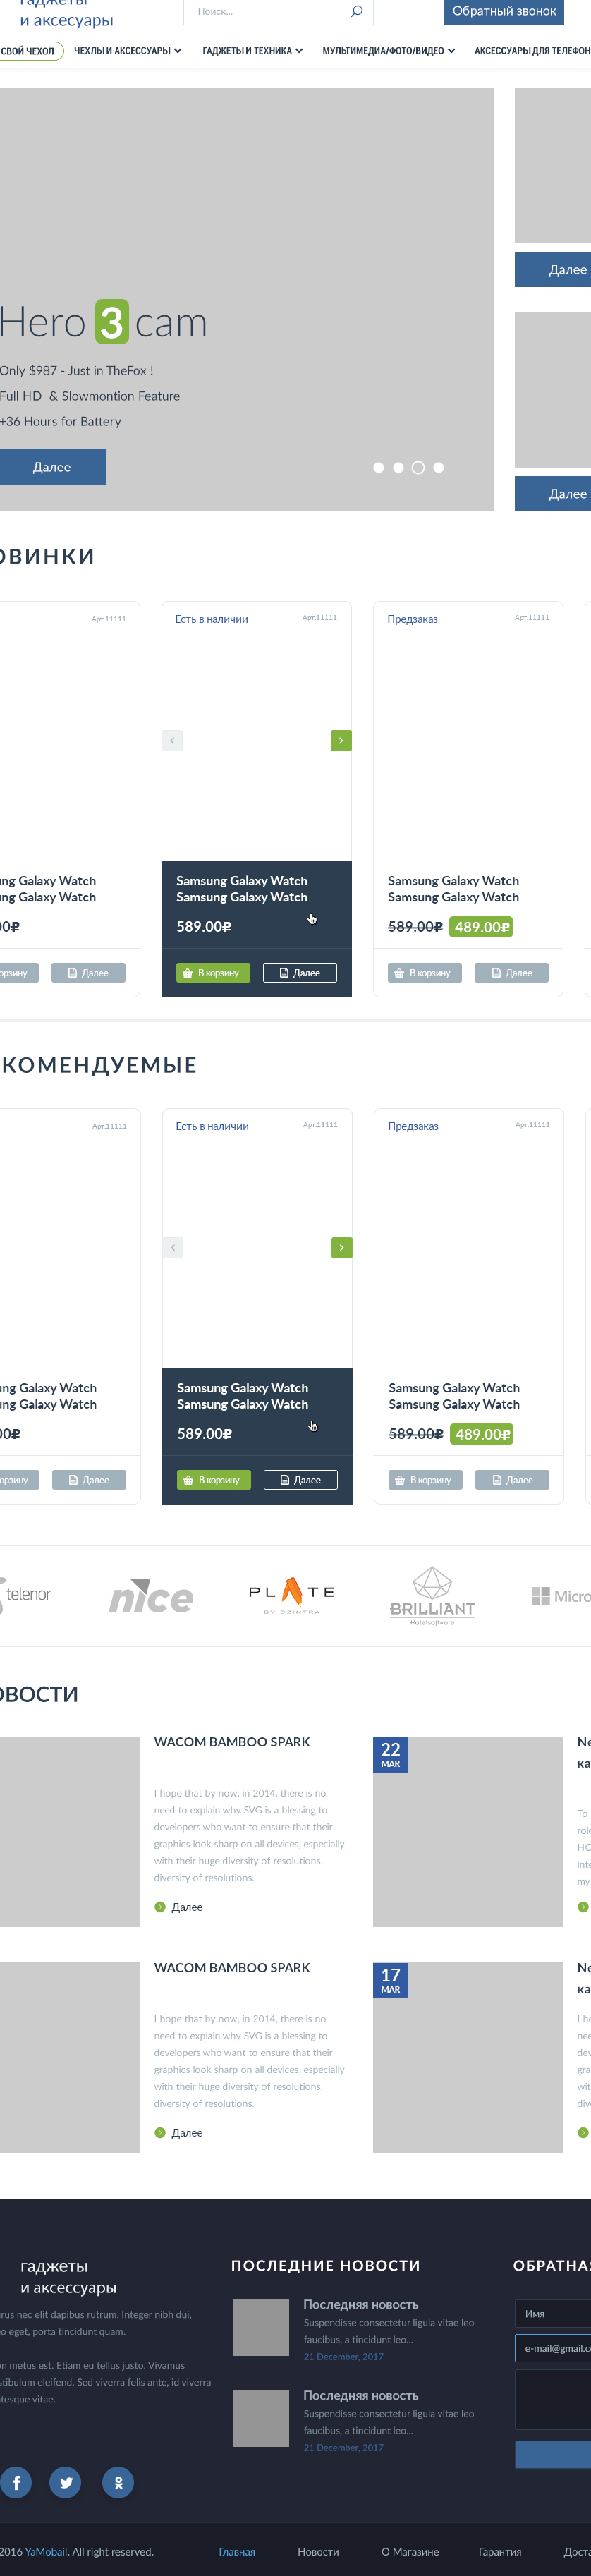 гаджеты
и аксесуары
Поиск...
Обратный звонок
СВОЙ ЧЕХОЛ
ЧЕХЛЫ И АКСЕССУАРЫ
ГАДЖЕТЫ И ТЕХНИКА
МУЛЬТИМЕДИА/ФОТО/ВИДЕО
АКСЕССУАРЫ ДЛЯ ТЕЛЕФОН
Hero 3 cam
Only $987 - Just in TheFox !
Full HD & Slowmontion Feature
+36 Hours for Battery
Далее
Далее
Далее
ОВИНКИ
Арт.11111
ung Galaxy Watch
ung Galaxy Watch
00₽
орзину
Далее
Есть в наличии
Арт.11111
Samsung Galaxy Watch
Samsung Galaxy Watch
589.00₽
В корзину
Далее
Предзаказ
Арт.11111
Samsung Galaxy Watch
Samsung Galaxy Watch
589.00₽ 489.00₽
В корзину
Далее
КОМЕНДУЕМЫЕ
Арт.11111
ung Galaxy Watch
ung Galaxy Watch
00₽
орзину
Далее
Есть в наличии
Арт.11111
Samsung Galaxy Watch
Samsung Galaxy Watch
589.00₽
В корзину
Далее
Предзаказ
Арт.11111
Samsung Galaxy Watch
Samsung Galaxy Watch
589.00₽ 489.00₽
В корзину
Далее
telenor
nice
PLATE
BY OZINTRA
BRILLIANT
Hotelsoftware
Micro
ОВОСТИ
WACOM BAMBOO SPARK
I hope that by now, in 2014, there is no
need to explain why SVG is a blessing to
developers who want to ensure that their
graphics look sharp on all devices, especially
with their huge diversity of resolutions.
diversity of resolutions.
Далее
22
MAR
Ne
ка
To
role
HC
inte
my
WACOM BAMBOO SPARK
I hope that by now, in 2014, there is no
need to explain why SVG is a blessing to
developers who want to ensure that their
graphics look sharp on all devices, especially
with their huge diversity of resolutions.
diversity of resolutions.
Далее
17
MAR
Ne
ка
I ho
nee
dev
gra
wit
dive
гаджеты
и аксессуары
rus nec elit dapibus rutrum. Integer nibh dui,
eo eget, porta tincidunt quam.
on metus est. Etiam eu tellus justo. Vivamus
stibulum eleifend. Sed viverra felis ante, id viverra
tesque vitae.
ПОСЛЕДНИЕ НОВОСТИ
Последняя новость
Suspendisse consectetur ligula vitae leo
faucibus, a tincidunt leo...
21 December, 2017
Последняя новость
Suspendisse consectetur ligula vitae leo
faucibus, a tincidunt leo...
21 December, 2017
ОБРАТНА
Имя
e-mail@gmail.c
2016 YaMobail. All right reserved.
Главная
Новости
О Магазине
Гарантия
Доста